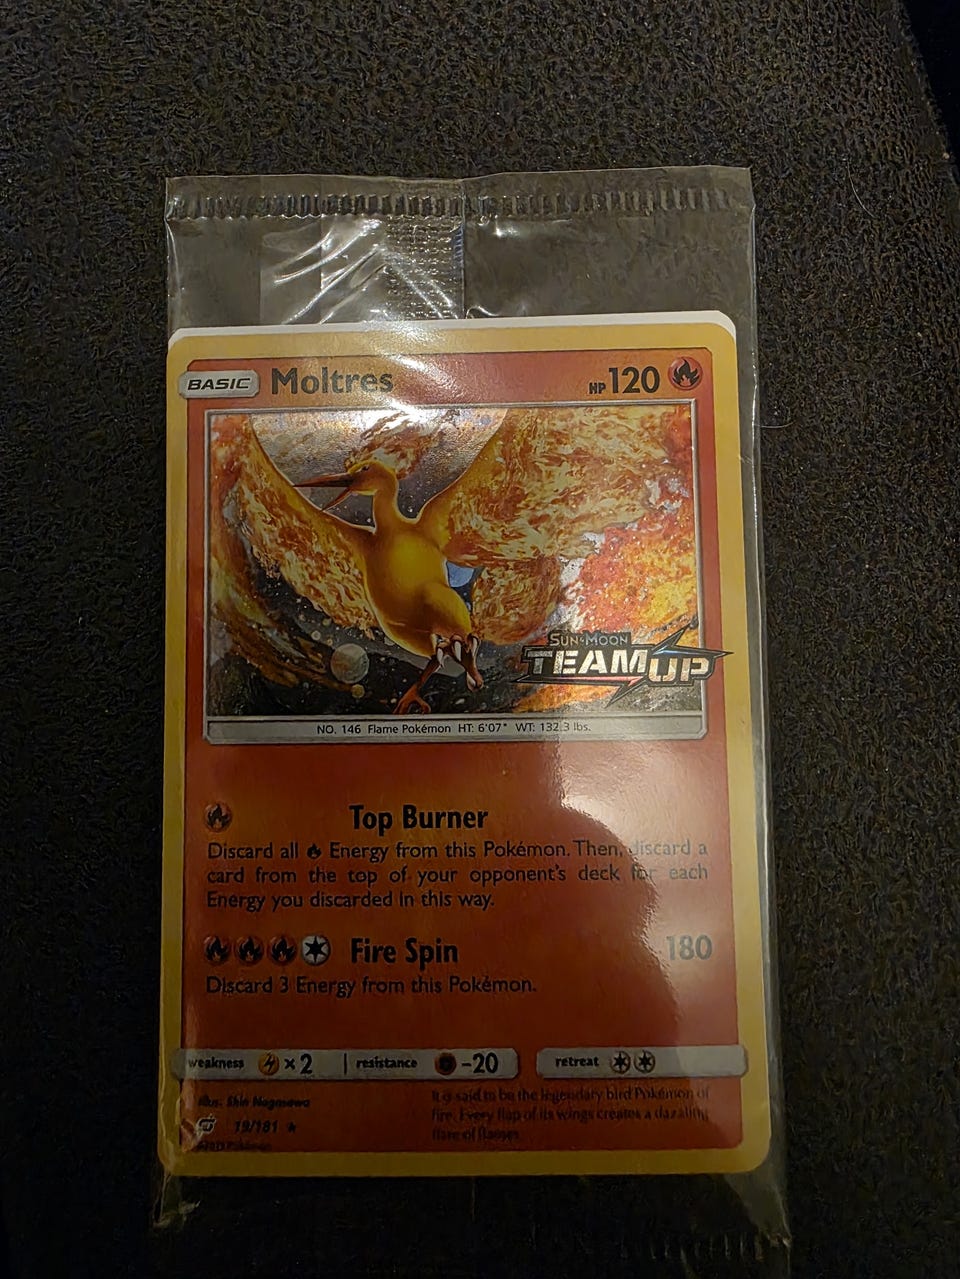 BASIC Moltres HP 120
SUN & MOON
TEAM UP
NO. 146 Flame Pokémon HT: 6'07" WT: 132.3 lbs.
Top Burner
Discard all Energy from this Pokémon. Then, discard a
card from the top of your opponent's deck for each
Energy you discarded in this way.
Fire Spin 180
Discard 3 Energy from this Pokémon.
weakness ×2 resistance -20 retreat
Illus. Shin Nagasawa
19/181 ★
It is said to be the legendary bird Pokémon of
fire. Every flap of its wings creates a dazzling
flare of flames.